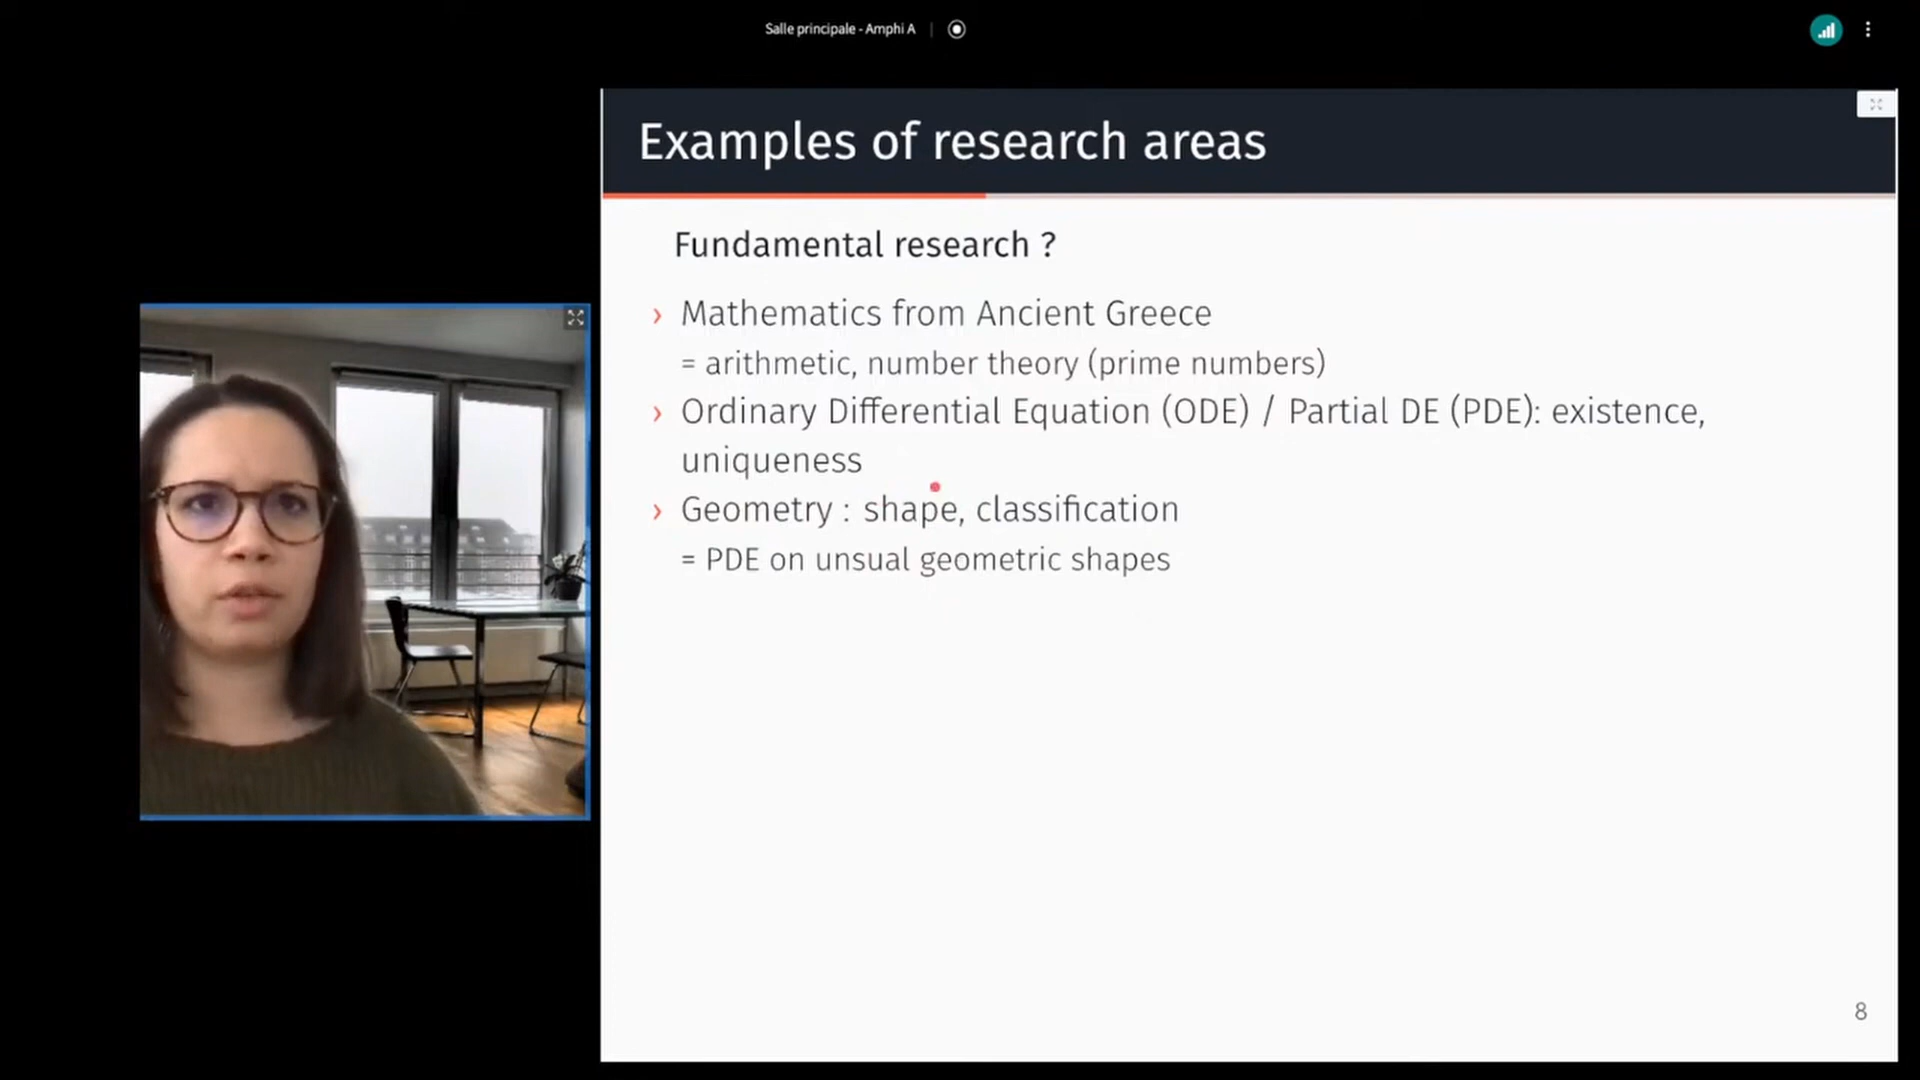 Salle principale - Amphi A
Examples of research areas
Fundamental research ?
› Mathematics from Ancient Greece
= arithmetic, number theory (prime numbers)
› Ordinary Differential Equation (ODE) / Partial DE (PDE): existence,
uniqueness
› Geometry : shape, classification
= PDE on unsual geometric shapes
8